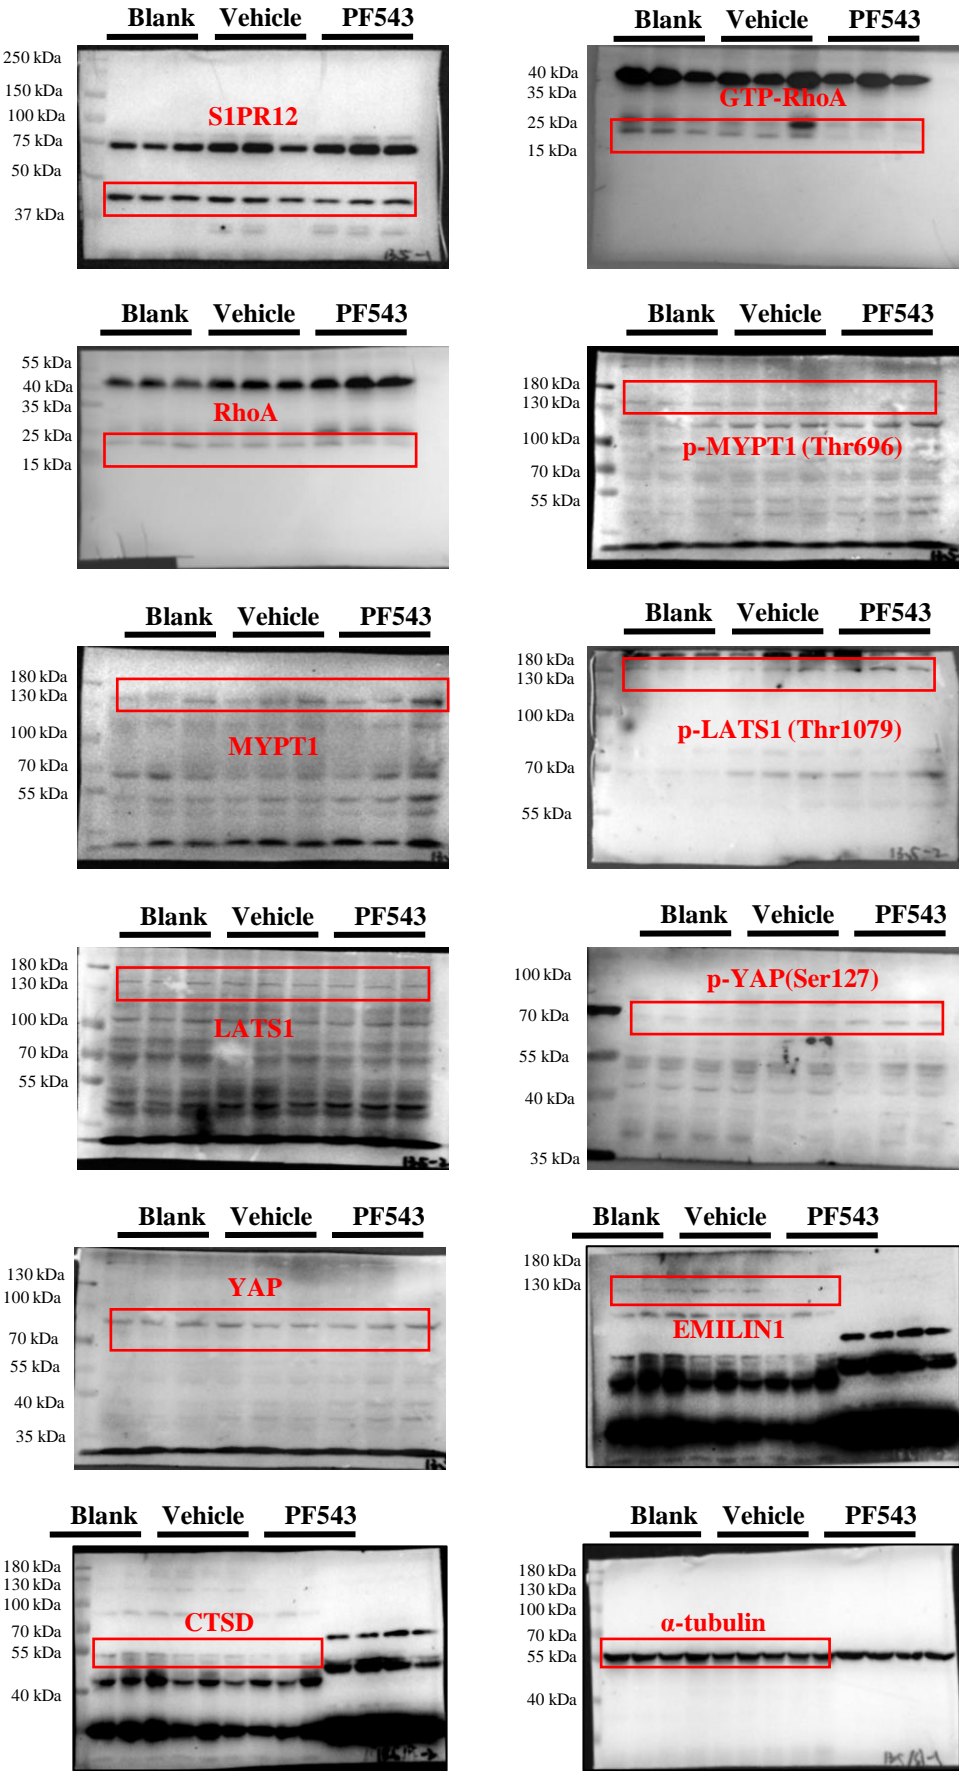 Blank Vehicle PF543
250 kDa
150 kDa
100 kDa
75 kDa
50 kDa
37 kDa
S1PR12
Blank Vehicle PF543
40 kDa
35 kDa
25 kDa
15 kDa
GTP-RhoA
Blank Vehicle PF543
55 kDa
40 kDa
35 kDa
25 kDa
15 kDa
RhoA
Blank Vehicle PF543
180 kDa
130 kDa
100 kDa
70 kDa
55 kDa
p-MYPT1 (Thr696)
Blank Vehicle PF543
180 kDa
130 kDa
100 kDa
70 kDa
55 kDa
MYPT1
Blank Vehicle PF543
180 kDa
130 kDa
100 kDa
70 kDa
55 kDa
p-LATS1 (Thr1079)
Blank Vehicle PF543
180 kDa
130 kDa
100 kDa
70 kDa
55 kDa
LATS1
Blank Vehicle PF543
100 kDa
70 kDa
55 kDa
40 kDa
35 kDa
p-YAP(Ser127)
Blank Vehicle PF543
130 kDa
100 kDa
70 kDa
55 kDa
40 kDa
35 kDa
YAP
Blank Vehicle PF543
180 kDa
130 kDa
EMILIN1
Blank Vehicle PF543
180 kDa
130 kDa
100 kDa
70 kDa
55 kDa
40 kDa
CTSD
Blank Vehicle PF543
180 kDa
130 kDa
100 kDa
70 kDa
55 kDa
40 kDa
α-tubulin